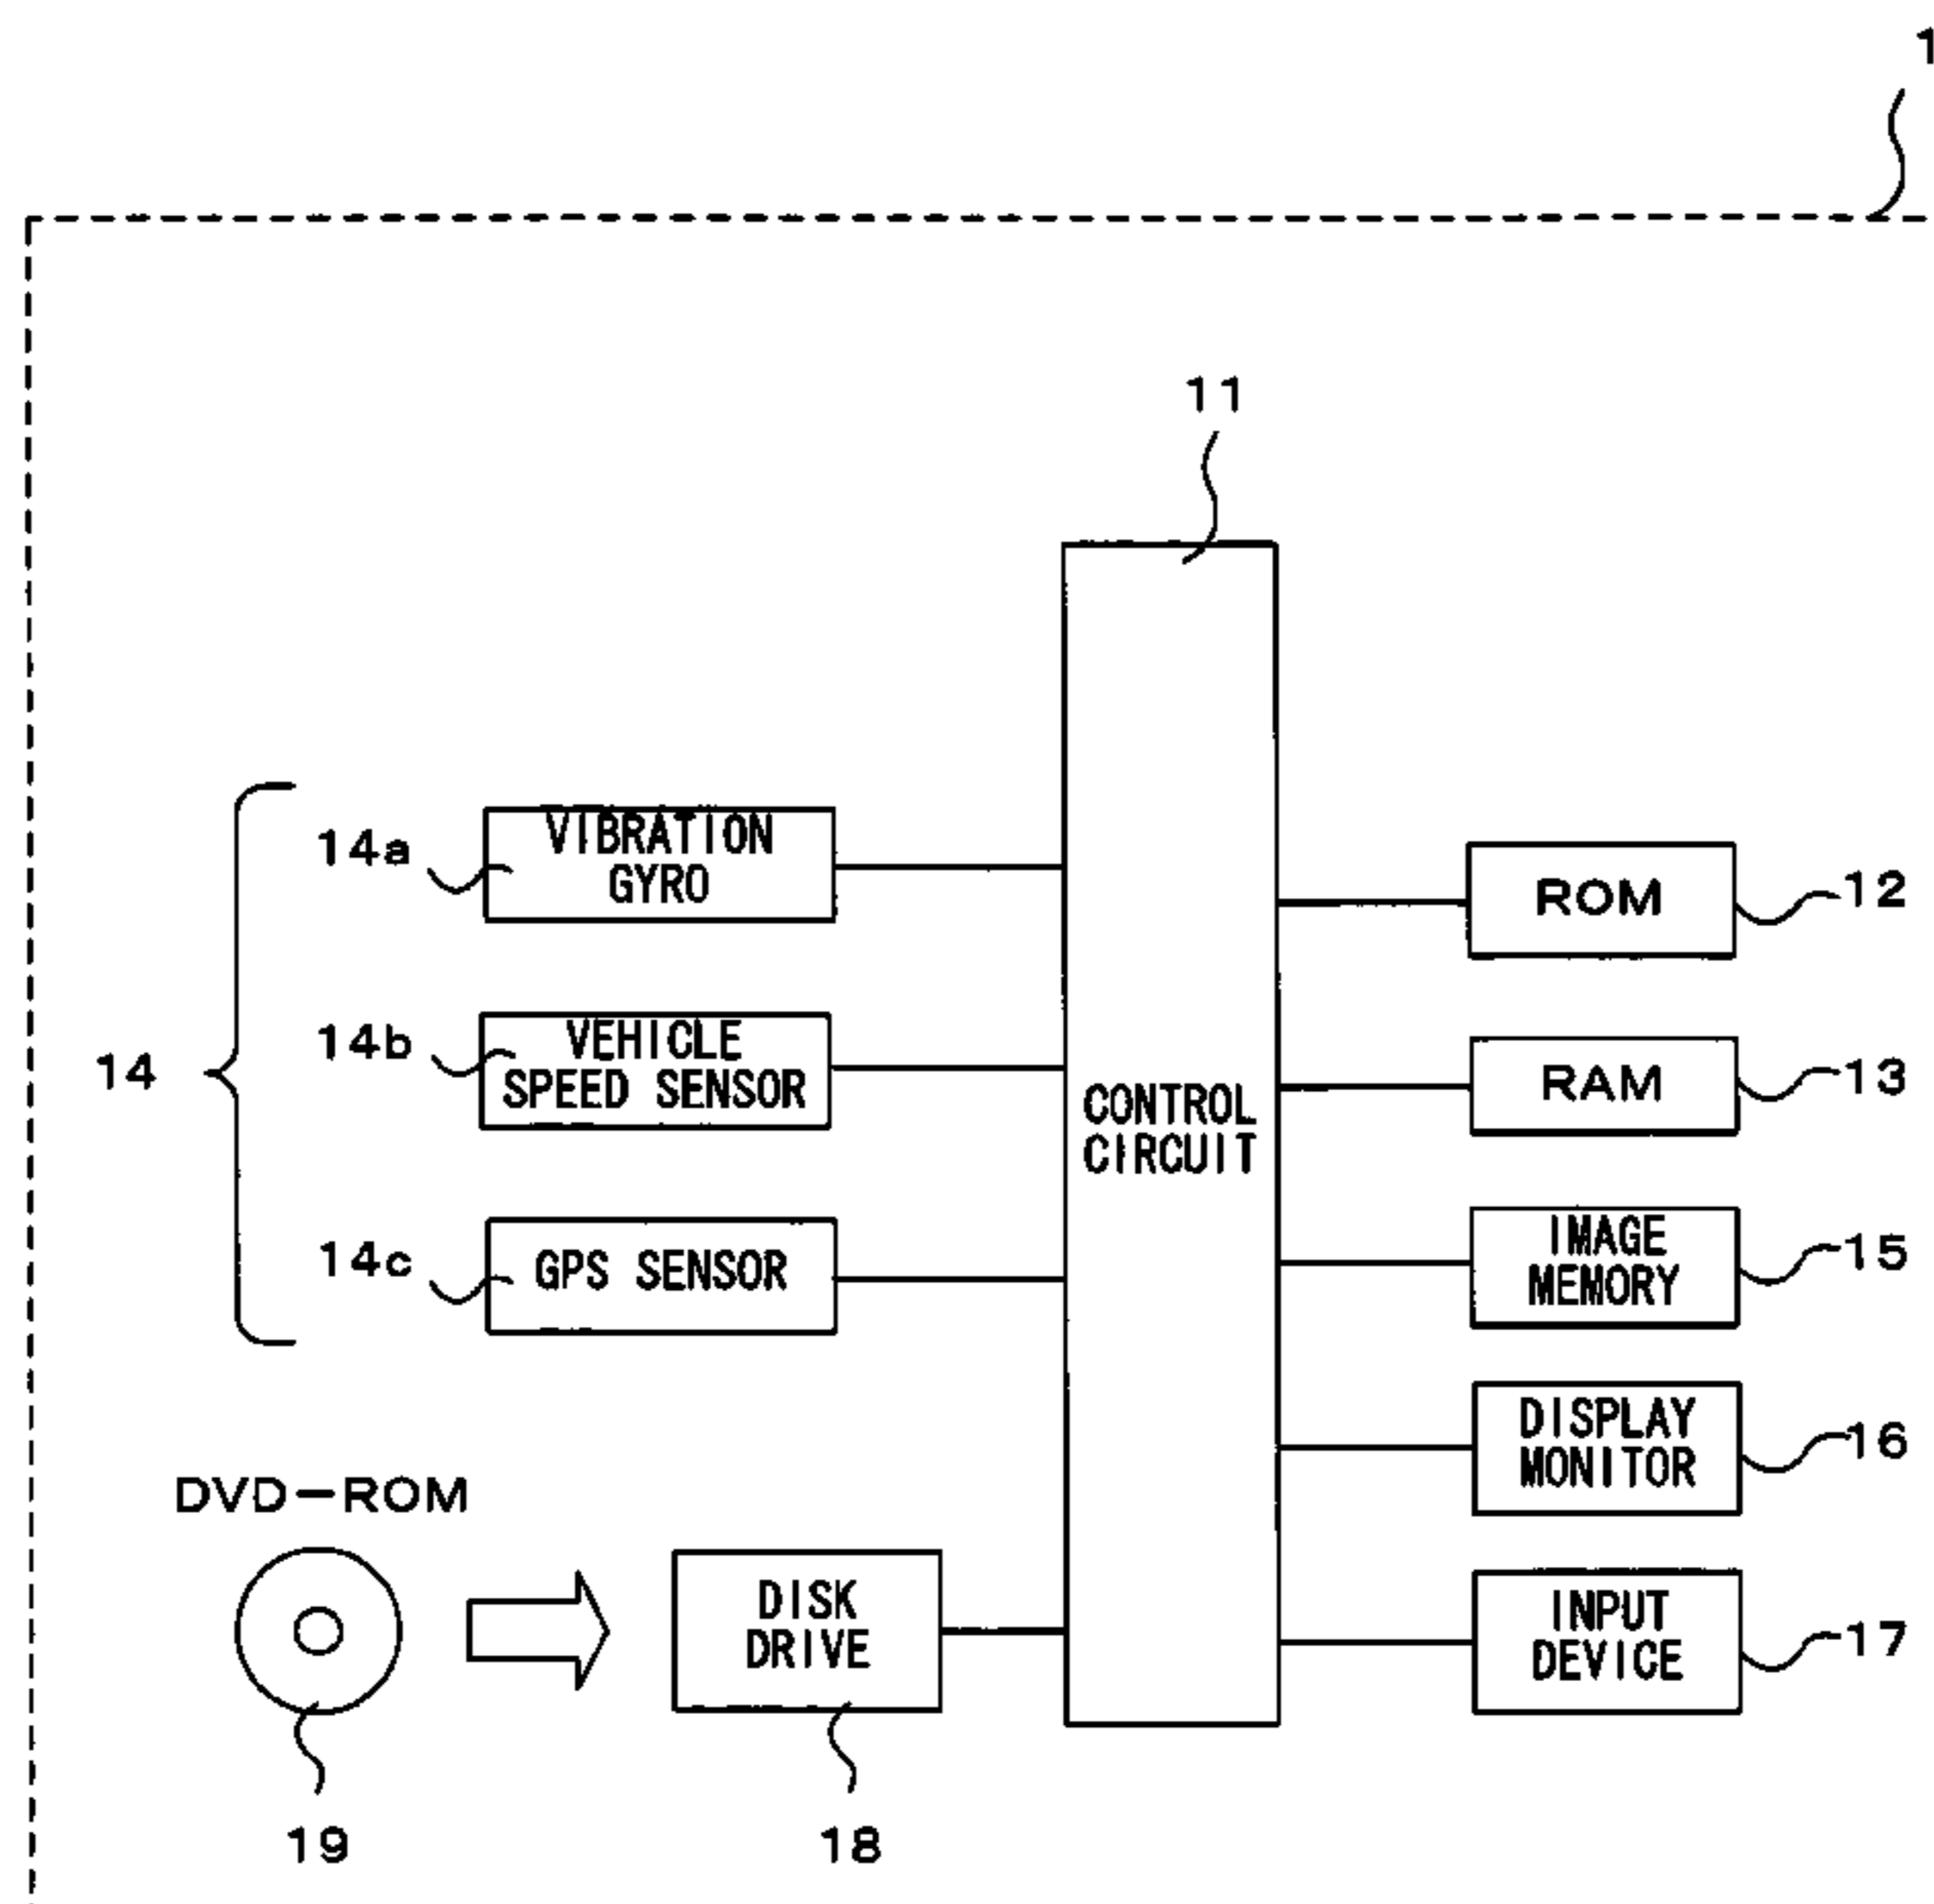 1
11
14a
VIBRATION
GYRO
ROM
12
14b
VEHICLE
SPEED SENSOR
14
CONTROL
CIRCUIT
RAM
13
14c
GPS SENSOR
IMAGE
MEMORY
15
DISPLAY
MONITOR
16
DVD-ROM
DISK
DRIVE
INPUT
DEVICE
17
19
18